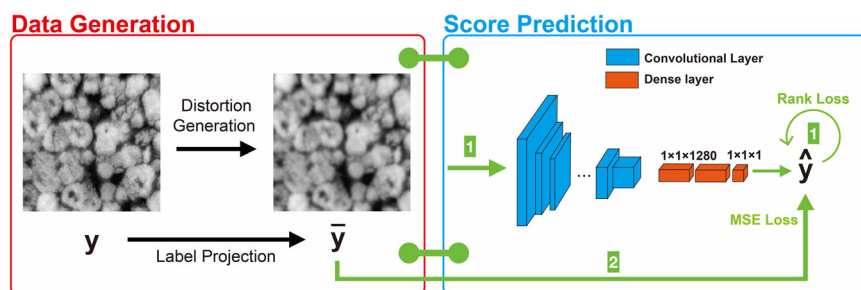 Data Generation
Score Prediction
Convolutional Layer
Dense layer
Distortion
Generation
Rank Loss
1
1
1×1×1280
1×1×1
...
ŷ
y
Label Projection
ȳ
MSE Loss
2